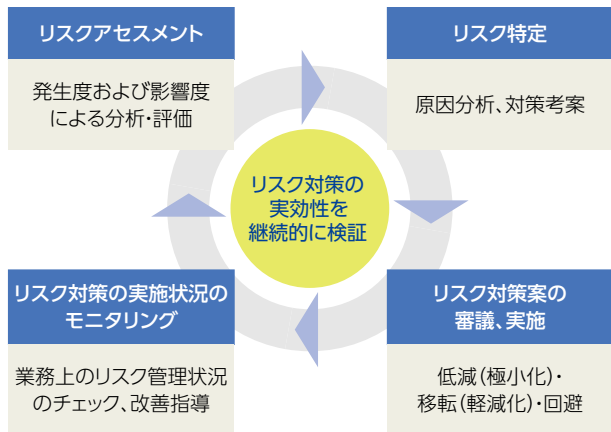 リスクアセスメント
発生度および影響度
による分析・評価
リスク特定
原因分析、対策考案
リスク対策の
実効性を
継続的に検証
リスク対策の実施状況の
モニタリング
業務上のリスク管理状況
のチェック、改善指導
リスク対策案の
審議、実施
低減(極小化)・
移転(軽減化)・回避